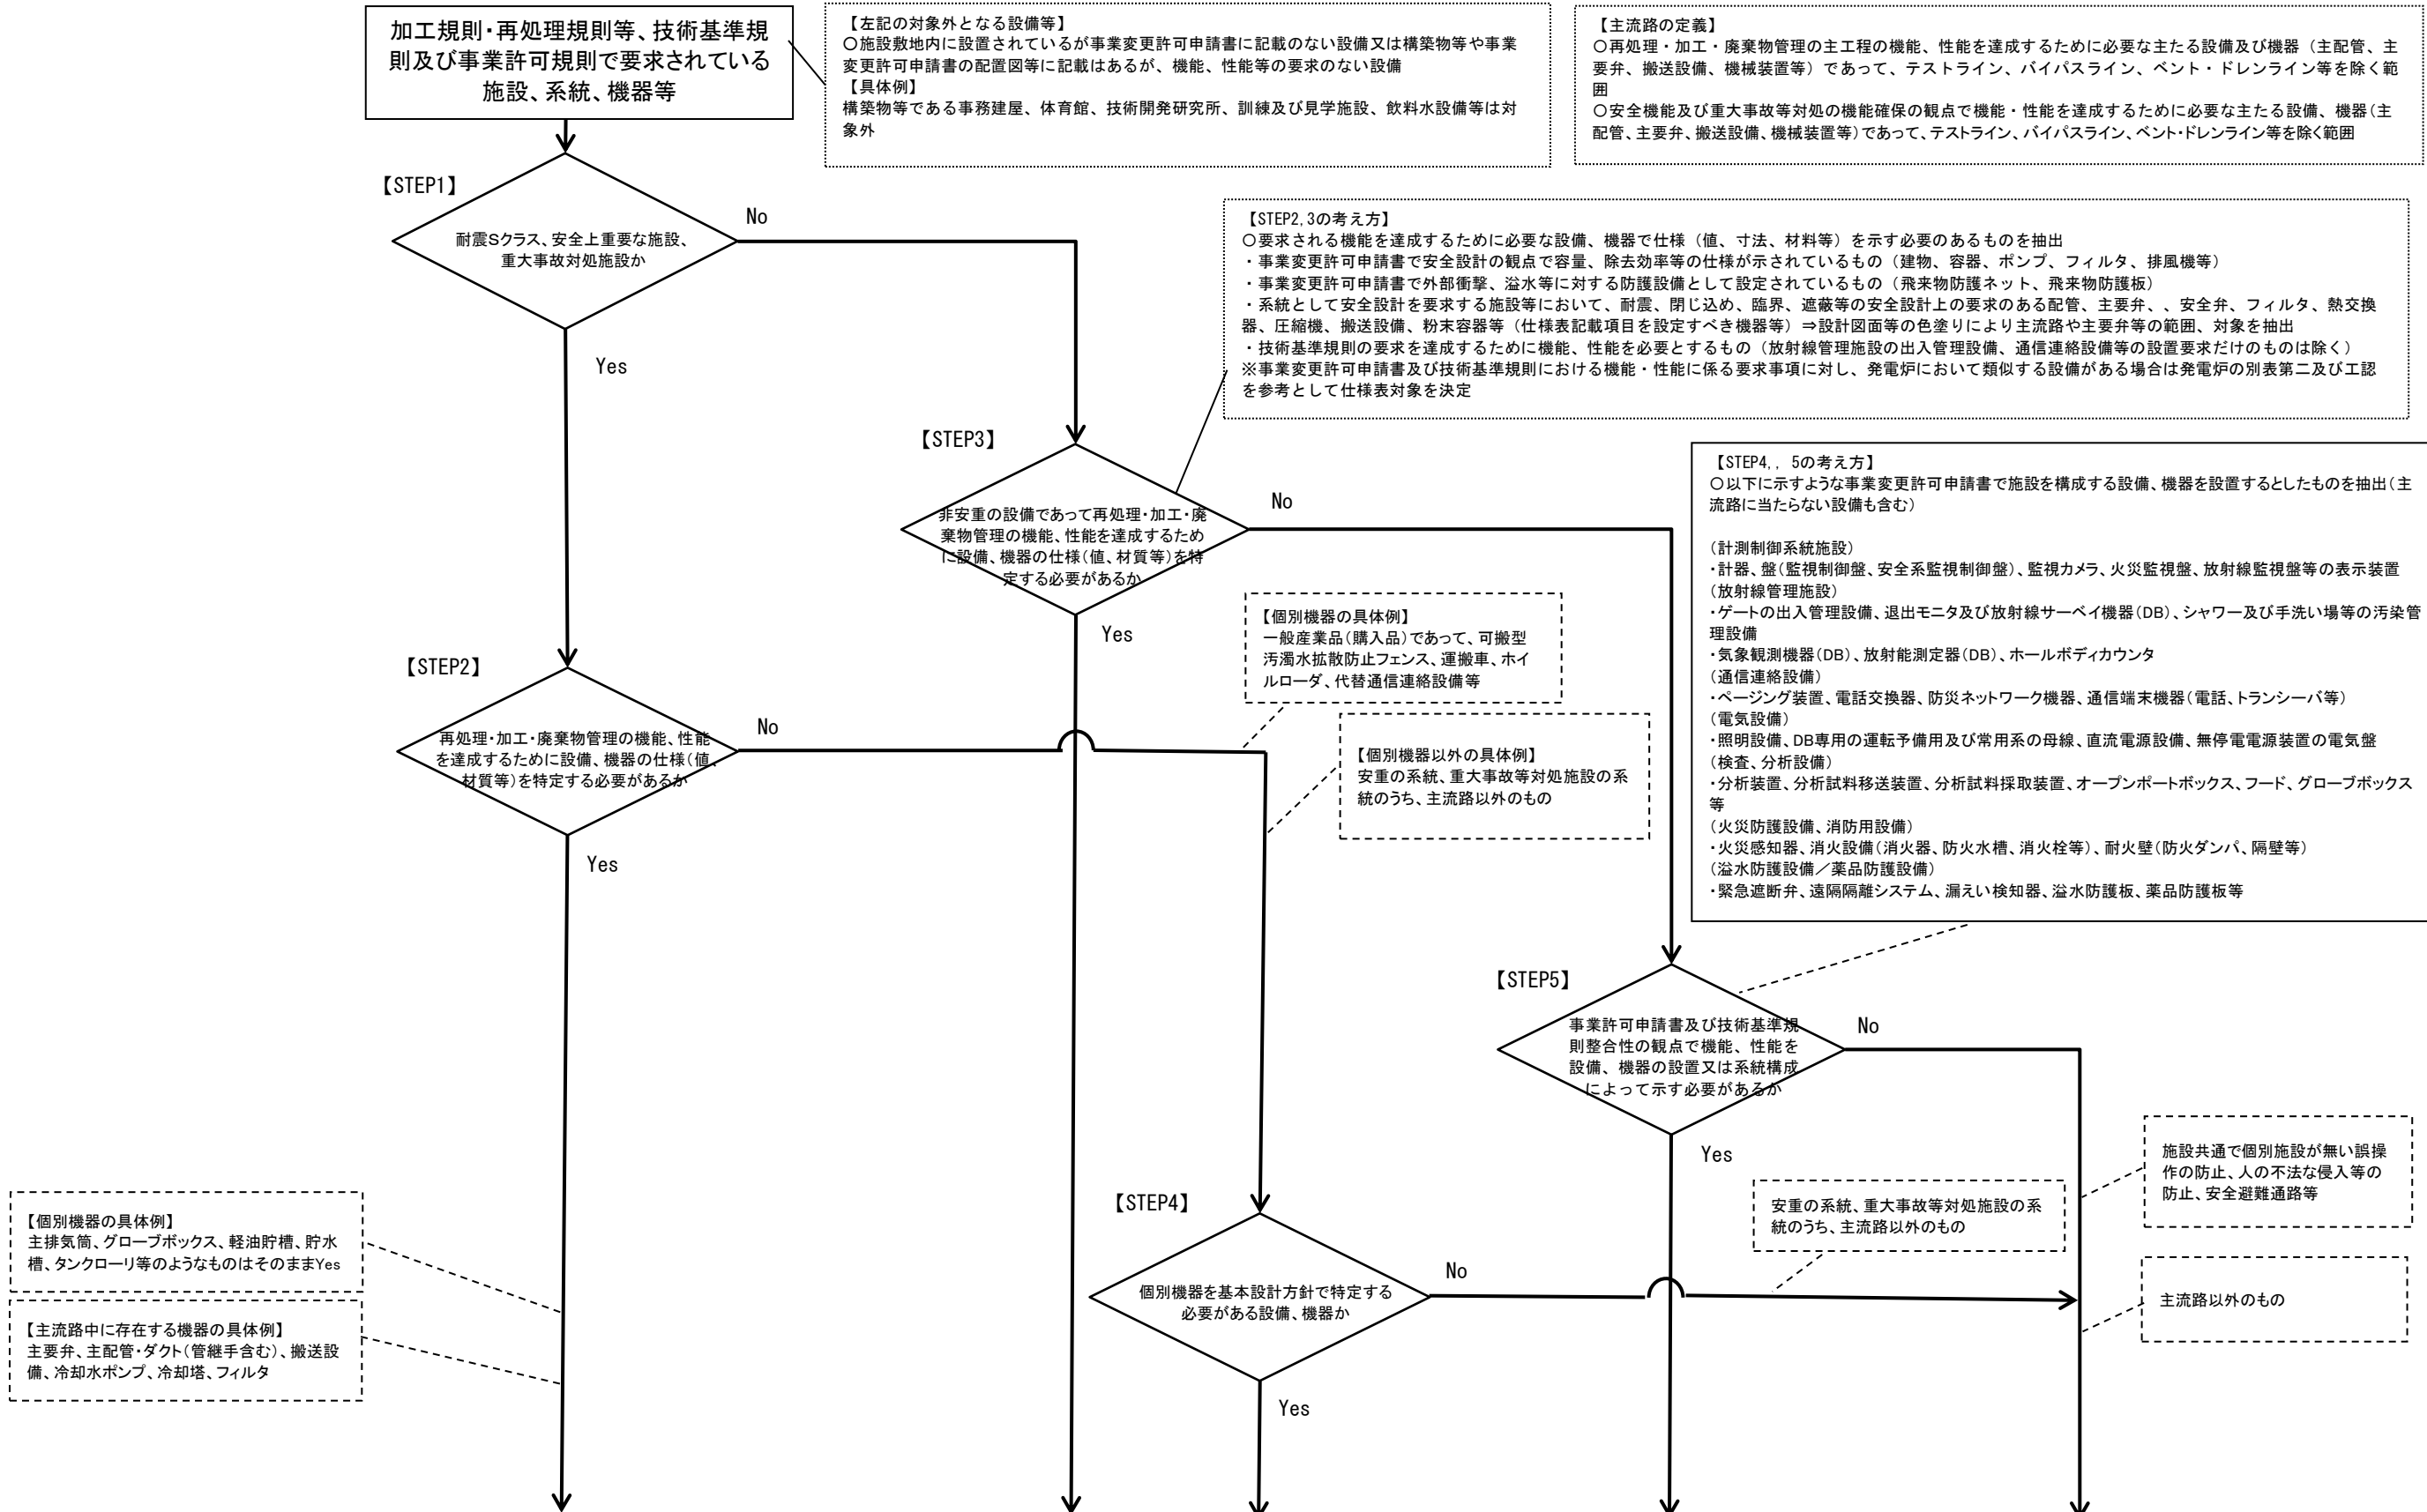 加工規則・再処理規則等、技術基準規
則及び事業許可規則で要求されている
施設、系統、機器等
【左記の対象外となる設備等】
〇施設敷地内に設置されているが事業変更許可申請書に記載のない設備又は構築物等や事業
変更許可申請書の配置図等に記載はあるが、機能、性能等の要求のない設備
【具体例】
構築物等である事務建屋、体育館、技術開発研究所、訓練及び見学施設、飲料水設備等は対
象外
【主流路の定義】
〇再処理・加工・廃棄物管理の主工程の機能、性能を達成するために必要な主たる設備及び機器（主配管、主
要弁、搬送設備、機械装置等）であって、テストライン、バイパスライン、ベント・ドレンライン等を除く範
囲
〇安全機能及び重大事故等対処の機能確保の観点で機能・性能を達成するために必要な主たる設備、機器(主
配管、主要弁、搬送設備、機械装置等)であって、テストライン、バイパスライン、ベント・ドレンライン等を除く範囲
【STEP1】
耐震Sクラス、安全上重要な施設、
重大事故対処施設か
No
Yes
【STEP2,3の考え方】
〇要求される機能を達成するために必要な設備、機器で仕様（値、寸法、材料等）を示す必要のあるものを抽出
・事業変更許可申請書で安全設計の観点で容量、除去効率等の仕様が示されているもの（建物、容器、ポンプ、フィルタ、排風機等）
・事業変更許可申請書で外部衝撃、溢水等に対する防護設備として設定されているもの（飛来物防護ネット、飛来物防護板）
・系統として安全設計を要求する施設等において、耐震、閉じ込め、臨界、遮蔽等の安全設計上の要求のある配管、主要弁、、安全弁、フィルタ、熱交換
器、圧縮機、搬送設備、粉末容器等（仕様表記載項目を設定すべき機器等）⇒設計図面等の色塗りにより主流路や主要弁等の範囲、対象を抽出
・技術基準規則の要求を達成するために機能、性能を必要とするもの（放射線管理施設の出入管理設備、通信連絡設備等の設置要求だけのものは除く）
※事業変更許可申請書及び技術基準規則における機能・性能に係る要求事項に対し、発電炉において類似する設備がある場合は発電炉の別表第二及び工認
を参考として仕様表対象を決定
【STEP3】
非安重の設備であって再処理・加工・廃
棄物管理の機能、性能を達成するため
に設備、機器の仕様(値、材質等)を特
定する必要があるか
No
Yes
【STEP4,, 5の考え方】
〇以下に示すような事業変更許可申請書で施設を構成する設備、機器を設置するとしたものを抽出(主
流路に当たらない設備も含む)
(計測制御系統施設)
・計器、盤(監視制御盤、安全系監視制御盤)、監視カメラ、火災監視盤、放射線監視盤等の表示装置
(放射線管理施設)
・ゲートの出入管理設備、退出モニタ及び放射線サーベイ機器(DB)、シャワー及び手洗い場等の汚染管
理設備
・気象観測機器(DB)、放射能測定器(DB)、ホールボディカウンタ
(通信連絡設備)
・ページング装置、電話交換器、防災ネットワーク機器、通信端末機器(電話、トランシーバ等)
(電気設備)
・照明設備、DB専用の運転予備用及び常用系の母線、直流電源設備、無停電電源装置の電気盤
(検査、分析設備)
・分析装置、分析試料移送装置、分析試料採取装置、オープンポートボックス、フード、グローブボックス
等
(火災防護設備、消防用設備)
・火災感知器、消火設備(消火器、防火水槽、消火栓等)、耐火壁(防火ダンパ、隔壁等)
(溢水防護設備／薬品防護設備)
・緊急遮断弁、遠隔隔離システム、漏えい検知器、溢水防護板、薬品防護板等
【個別機器の具体例】
一般産業品(購入品)であって、可搬型
汚濁水拡散防止フェンス、運搬車、ホイ
ルローダ、代替通信連絡設備等
【STEP2】
再処理・加工・廃棄物管理の機能、性能
を達成するために設備、機器の仕様(値、
材質等)を特定する必要があるか
No
Yes
【個別機器以外の具体例】
安重の系統、重大事故等対処施設の系
統のうち、主流路以外のもの
【STEP5】
事業許可申請書及び技術基準規
則整合性の観点で機能、性能を
設備、機器の設置又は系統構成
によって示す必要があるか
No
Yes
施設共通で個別施設が無い誤操
作の防止、人の不法な侵入等の
防止、安全避難通路等
安重の系統、重大事故等対処施設の系
統のうち、主流路以外のもの
【STEP4】
個別機器を基本設計方針で特定する
必要がある設備、機器か
No
Yes
主流路以外のもの
【個別機器の具体例】
主排気筒、グローブボックス、軽油貯槽、貯水
槽、タンクローリ等のようなものはそのままYes
【主流路中に存在する機器の具体例】
主要弁、主配管・ダクト(管継手含む)、搬送設
備、冷却水ポンプ、冷却塔、フィルタ